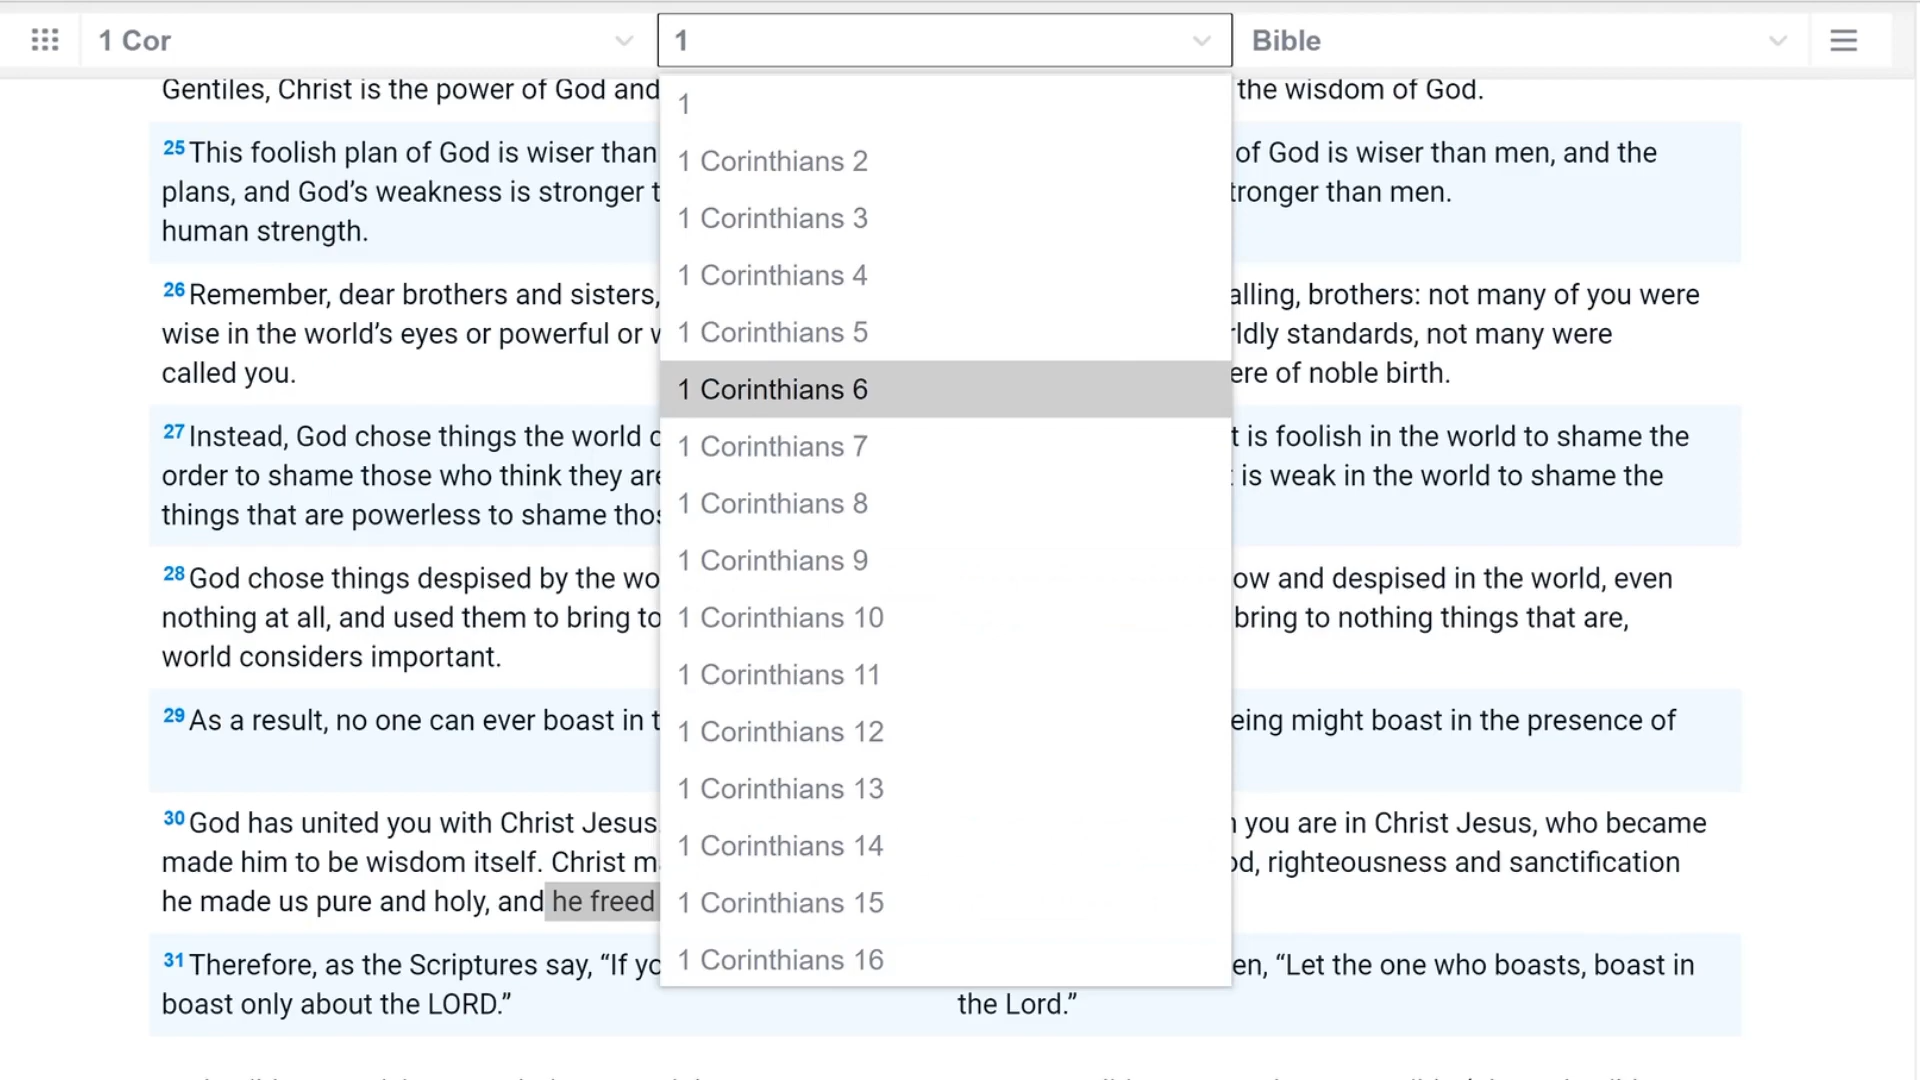 1 Cor
1
Bible
Gentiles, Christ is the power of God and
25 This foolish plan of God is wiser than
plans, and God’s weakness is stronger
human strength.
26 Remember, dear brothers and sisters,
wise in the world’s eyes or powerful or
called you.
27 Instead, God chose things the world
order to shame those who think they are
things that are powerless to shame
28 God chose things despised by the
nothing at all, and used them to bring to
world considers important.
29 As a result, no one can ever boast in
30 God has united you with Christ Jesus.
made him to be wisdom itself. Christ
he made us pure and holy, and he freed
31 Therefore, as the Scriptures say, “If
boast only about the LORD.”
1
1 Corinthians 2
1 Corinthians 3
1 Corinthians 4
1 Corinthians 5
1 Corinthians 6
1 Corinthians 7
1 Corinthians 8
1 Corinthians 9
1 Corinthians 10
1 Corinthians 11
1 Corinthians 12
1 Corinthians 13
1 Corinthians 14
1 Corinthians 15
1 Corinthians 16
the wisdom of God.
of God is wiser than men, and the
than men.
brothers: not many of you were
standards, not many were
of noble birth.
is foolish in the world to shame the
is weak in the world to shame the
and despised in the world, even
bring to nothing things that are,
might boast in the presence of
you are in Christ Jesus, who became
righteousness and sanctification
“Let the one who boasts, boast in
the Lord.”